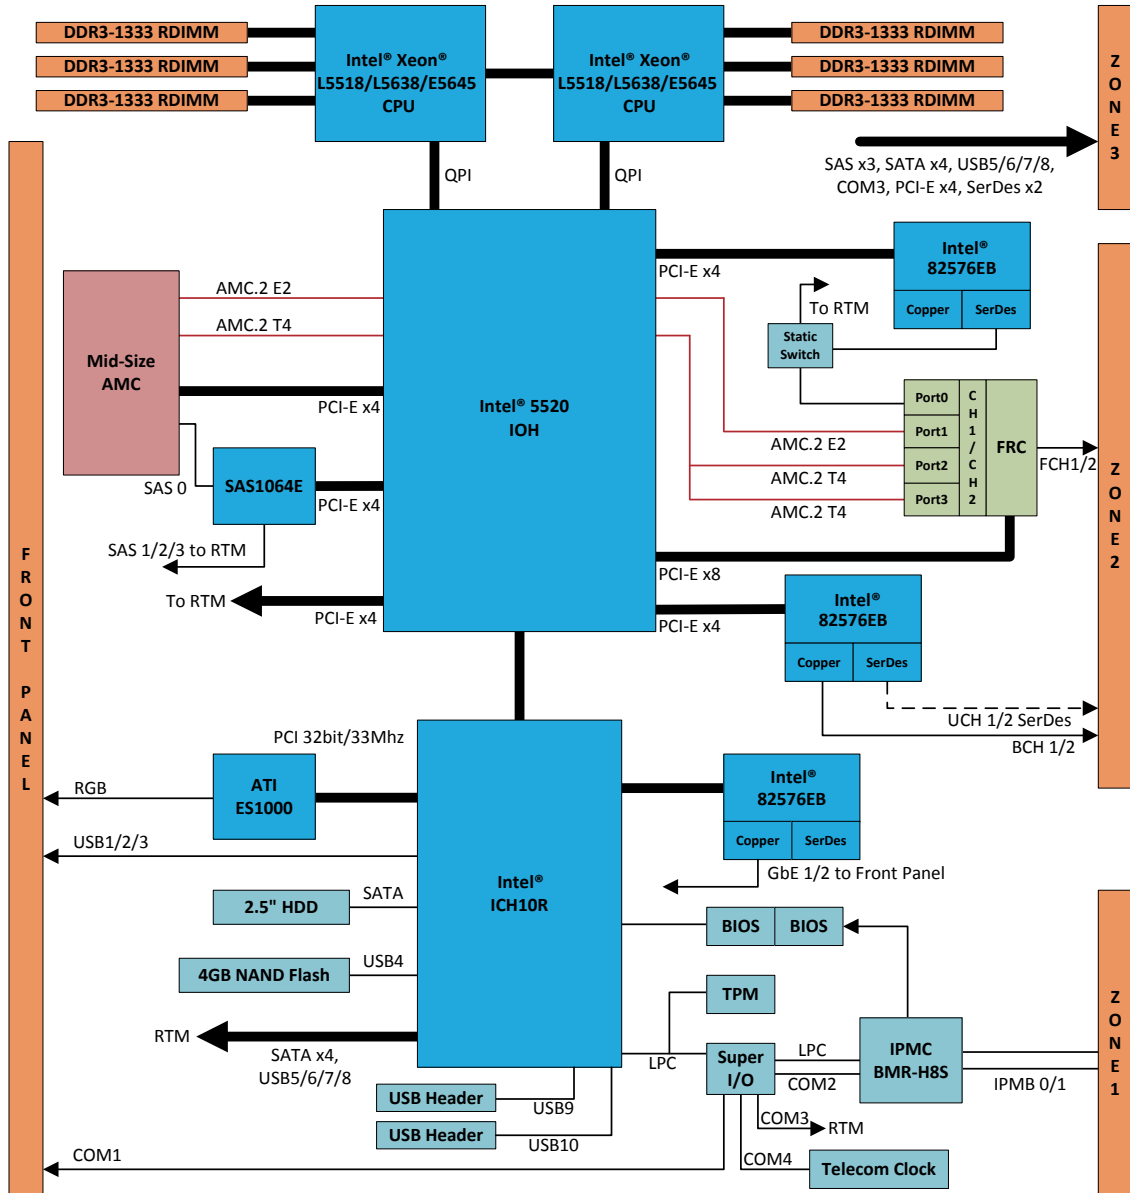 DDR3-1333 RDIMM
DDR3-1333 RDIMM
DDR3-1333 RDIMM
Intel® Xeon®
L5518/L5638/E5645
CPU
Intel® Xeon®
L5518/L5638/E5645
CPU
DDR3-1333 RDIMM
DDR3-1333 RDIMM
DDR3-1333 RDIMM
ZONE3
SAS x3, SATA x4, USB5/6/7/8,
COM3, PCI-E x4, SerDes x2
QPI
QPI
FRONT PANEL
Mid-Size
AMC
AMC.2 E2
AMC.2 T4
PCI-E x4
SAS 0
SAS1064E
PCI-E x4
SAS 1/2/3 to RTM
To RTM
PCI-E x4
Intel® 5520
IOH
PCI-E x4
Intel®
82576EB
Copper
SerDes
To RTM
Static
Switch
Port0
Port1
Port2
Port3
CH1/CH2
FRC
FCH1/2
AMC.2 E2
AMC.2 T4
AMC.2 T4
PCI-E x8
PCI-E x4
Intel®
82576EB
Copper
SerDes
UCH 1/2 SerDes
BCH 1/2
ZONE2
PCI 32bit/33Mhz
RGB
ATI
ES1000
USB1/2/3
SATA
2.5" HDD
USB4
4GB NAND Flash
RTM
SATA x4,
USB5/6/7/8
Intel®
ICH10R
Intel®
82576EB
Copper
SerDes
GbE 1/2 to Front Panel
BIOS
BIOS
TPM
LPC
Super
I/O
LPC
COM2
IPMC
BMR-H8S
IPMB 0/1
ZONE1
USB Header
USB9
USB Header
USB10
COM3
RTM
COM1
COM4
Telecom Clock